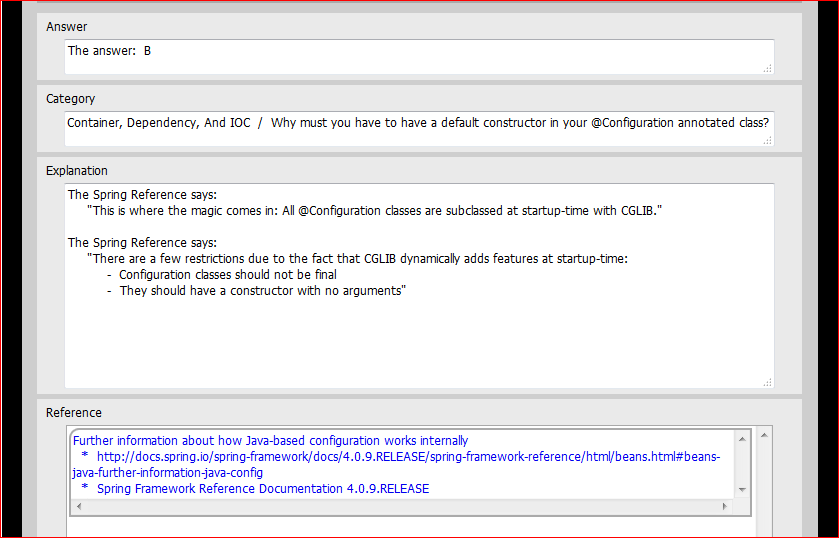 Answer
The answer:  B
Category
Container, Dependency, And IOC  /  Why must you have to have a default constructor in your @Configuration annotated class?
Explanation
The Spring Reference says:
"This is where the magic comes in: All @Configuration classes are subclassed at startup-time with CGLIB."
The Spring Reference says:
"There are a few restrictions due to the fact that CGLIB dynamically adds features at startup-time:
-  Configuration classes should not be final
-  They should have a constructor with no arguments"
Reference
Further information about how Java-based configuration works internally
*  http://docs.spring.io/spring-framework/docs/4.0.9.RELEASE/spring-framework-reference/html/beans.html#beans-
java-further-information-java-config
*  Spring Framework Reference Documentation 4.0.9.RELEASE